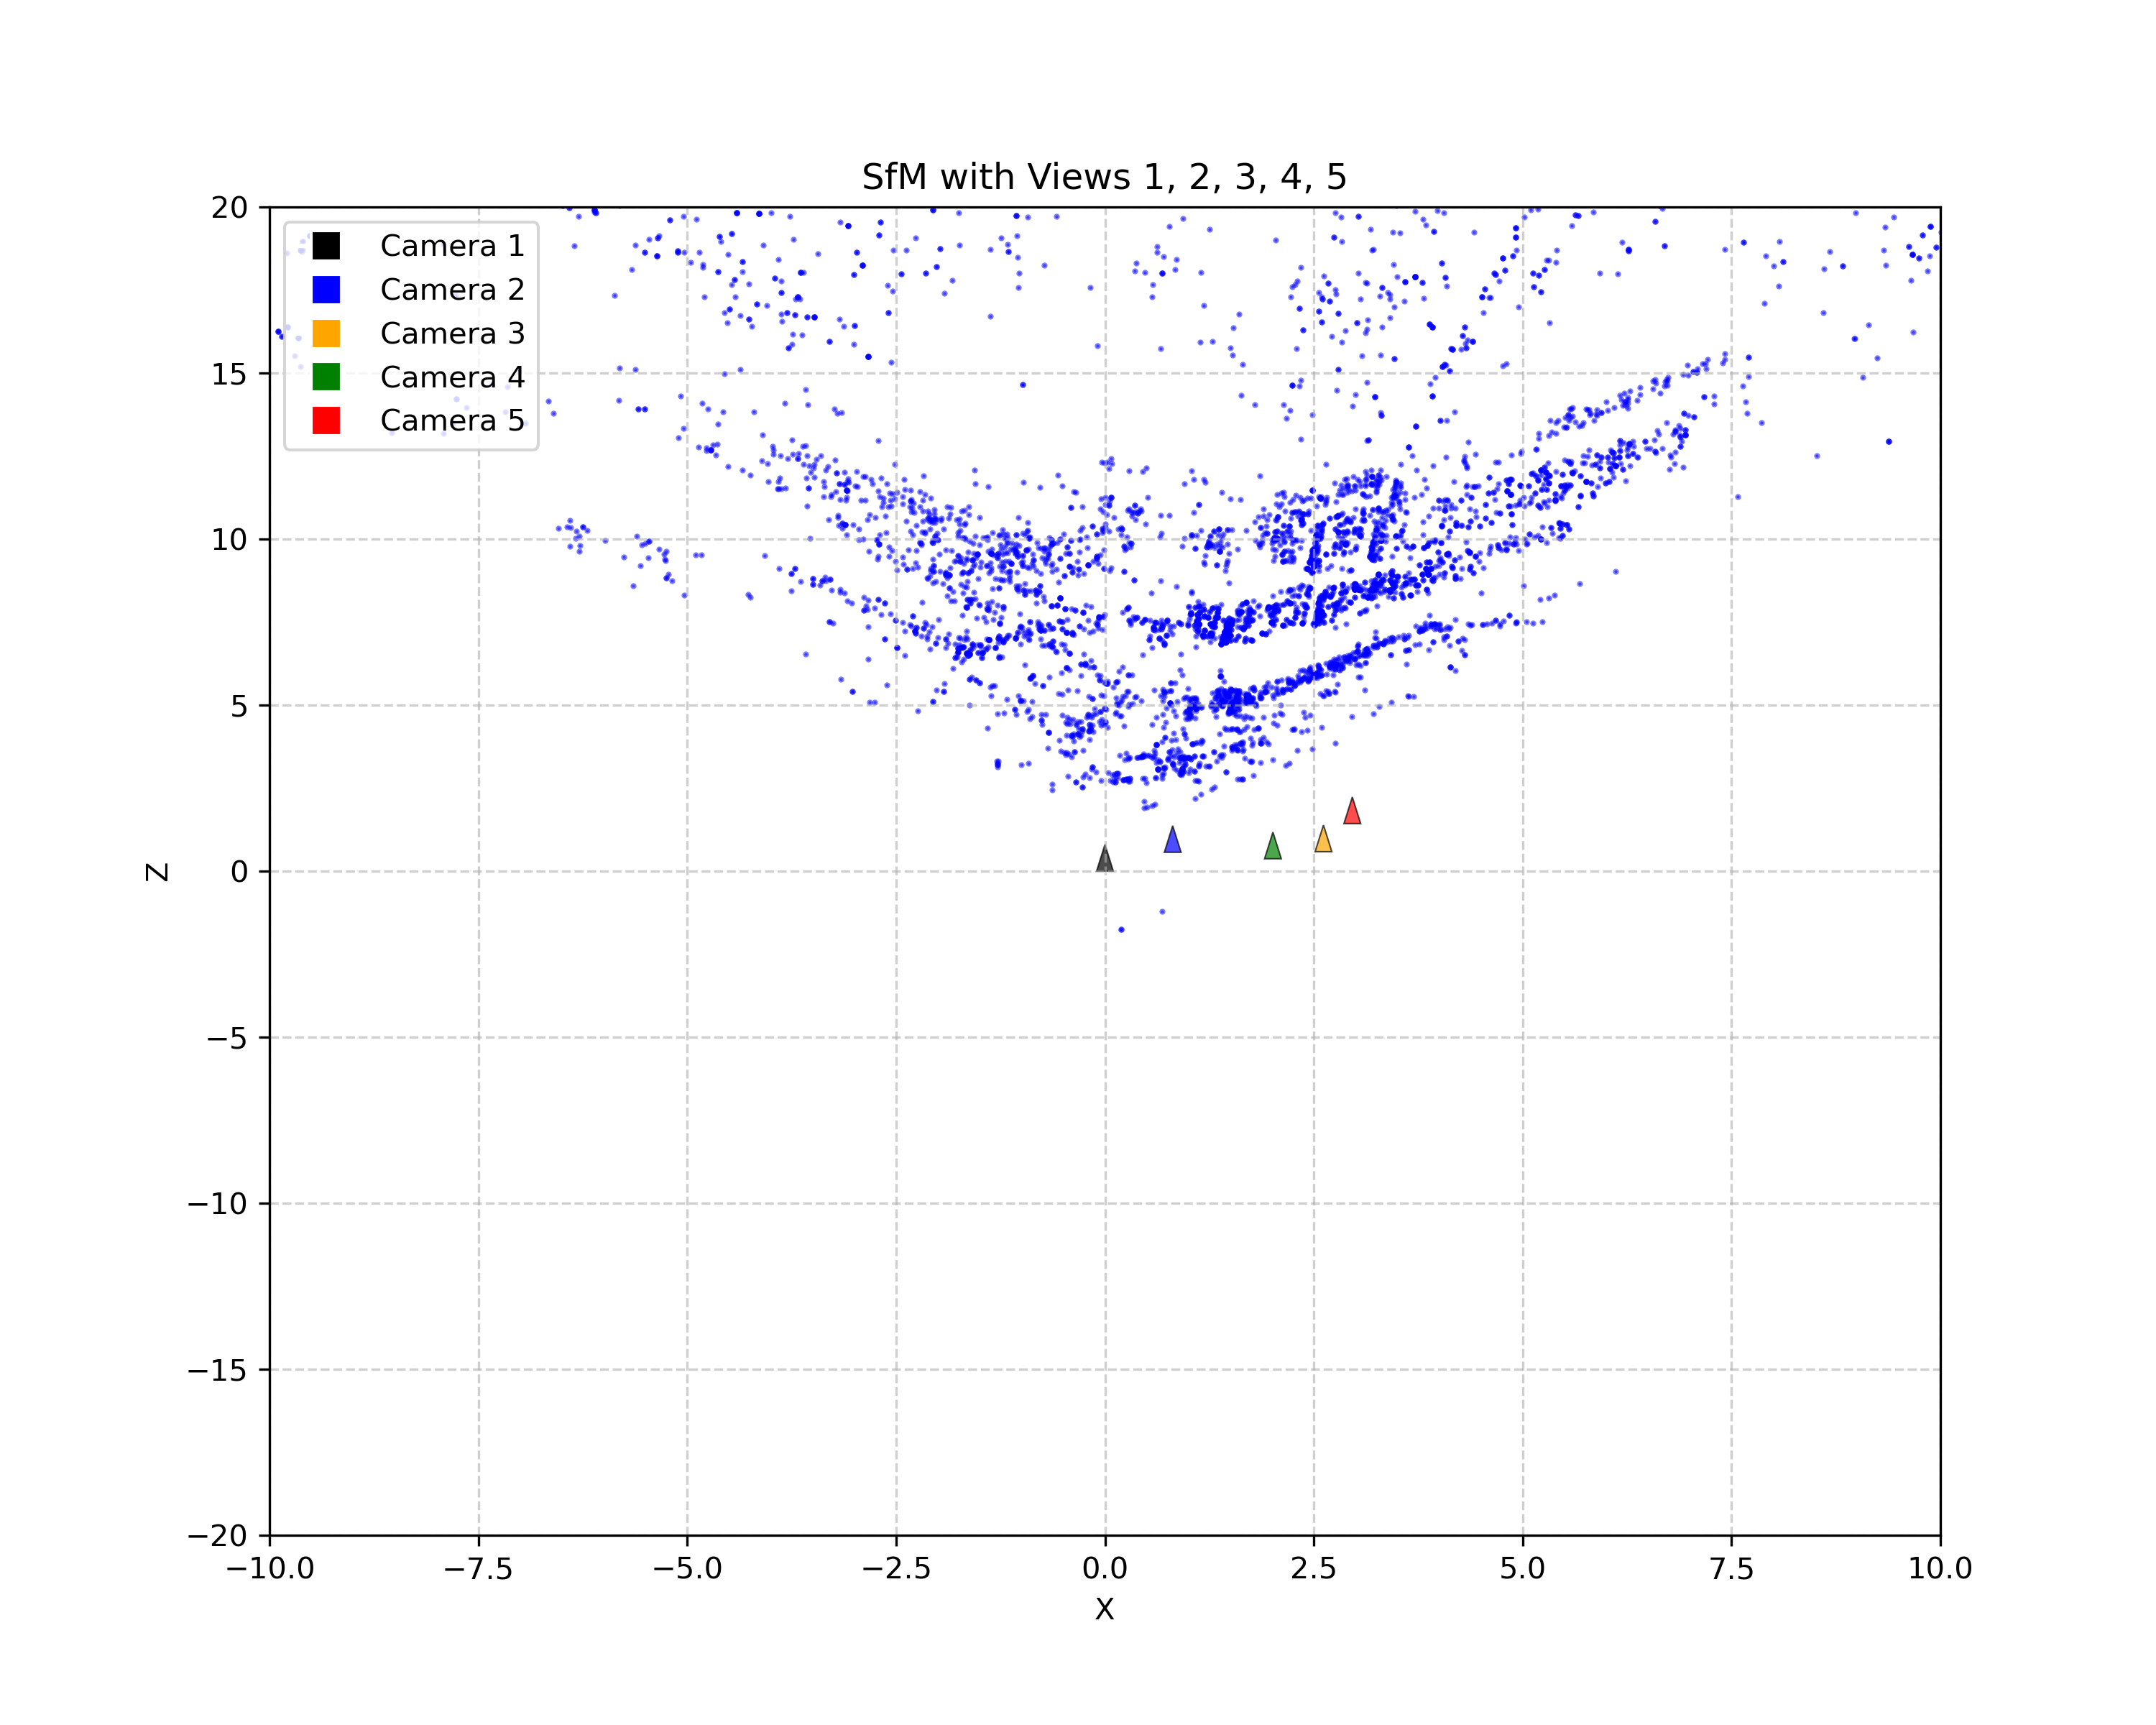 SfM with Views 1, 2, 3, 4, 5
Camera 1
Camera 2
Camera 3
Camera 4
Camera 5
20
15
10
5
0
−5
−10
−15
−20
Z
−10.0 −7.5 −5.0 −2.5 0.0 2.5 5.0 7.5 10.0
X